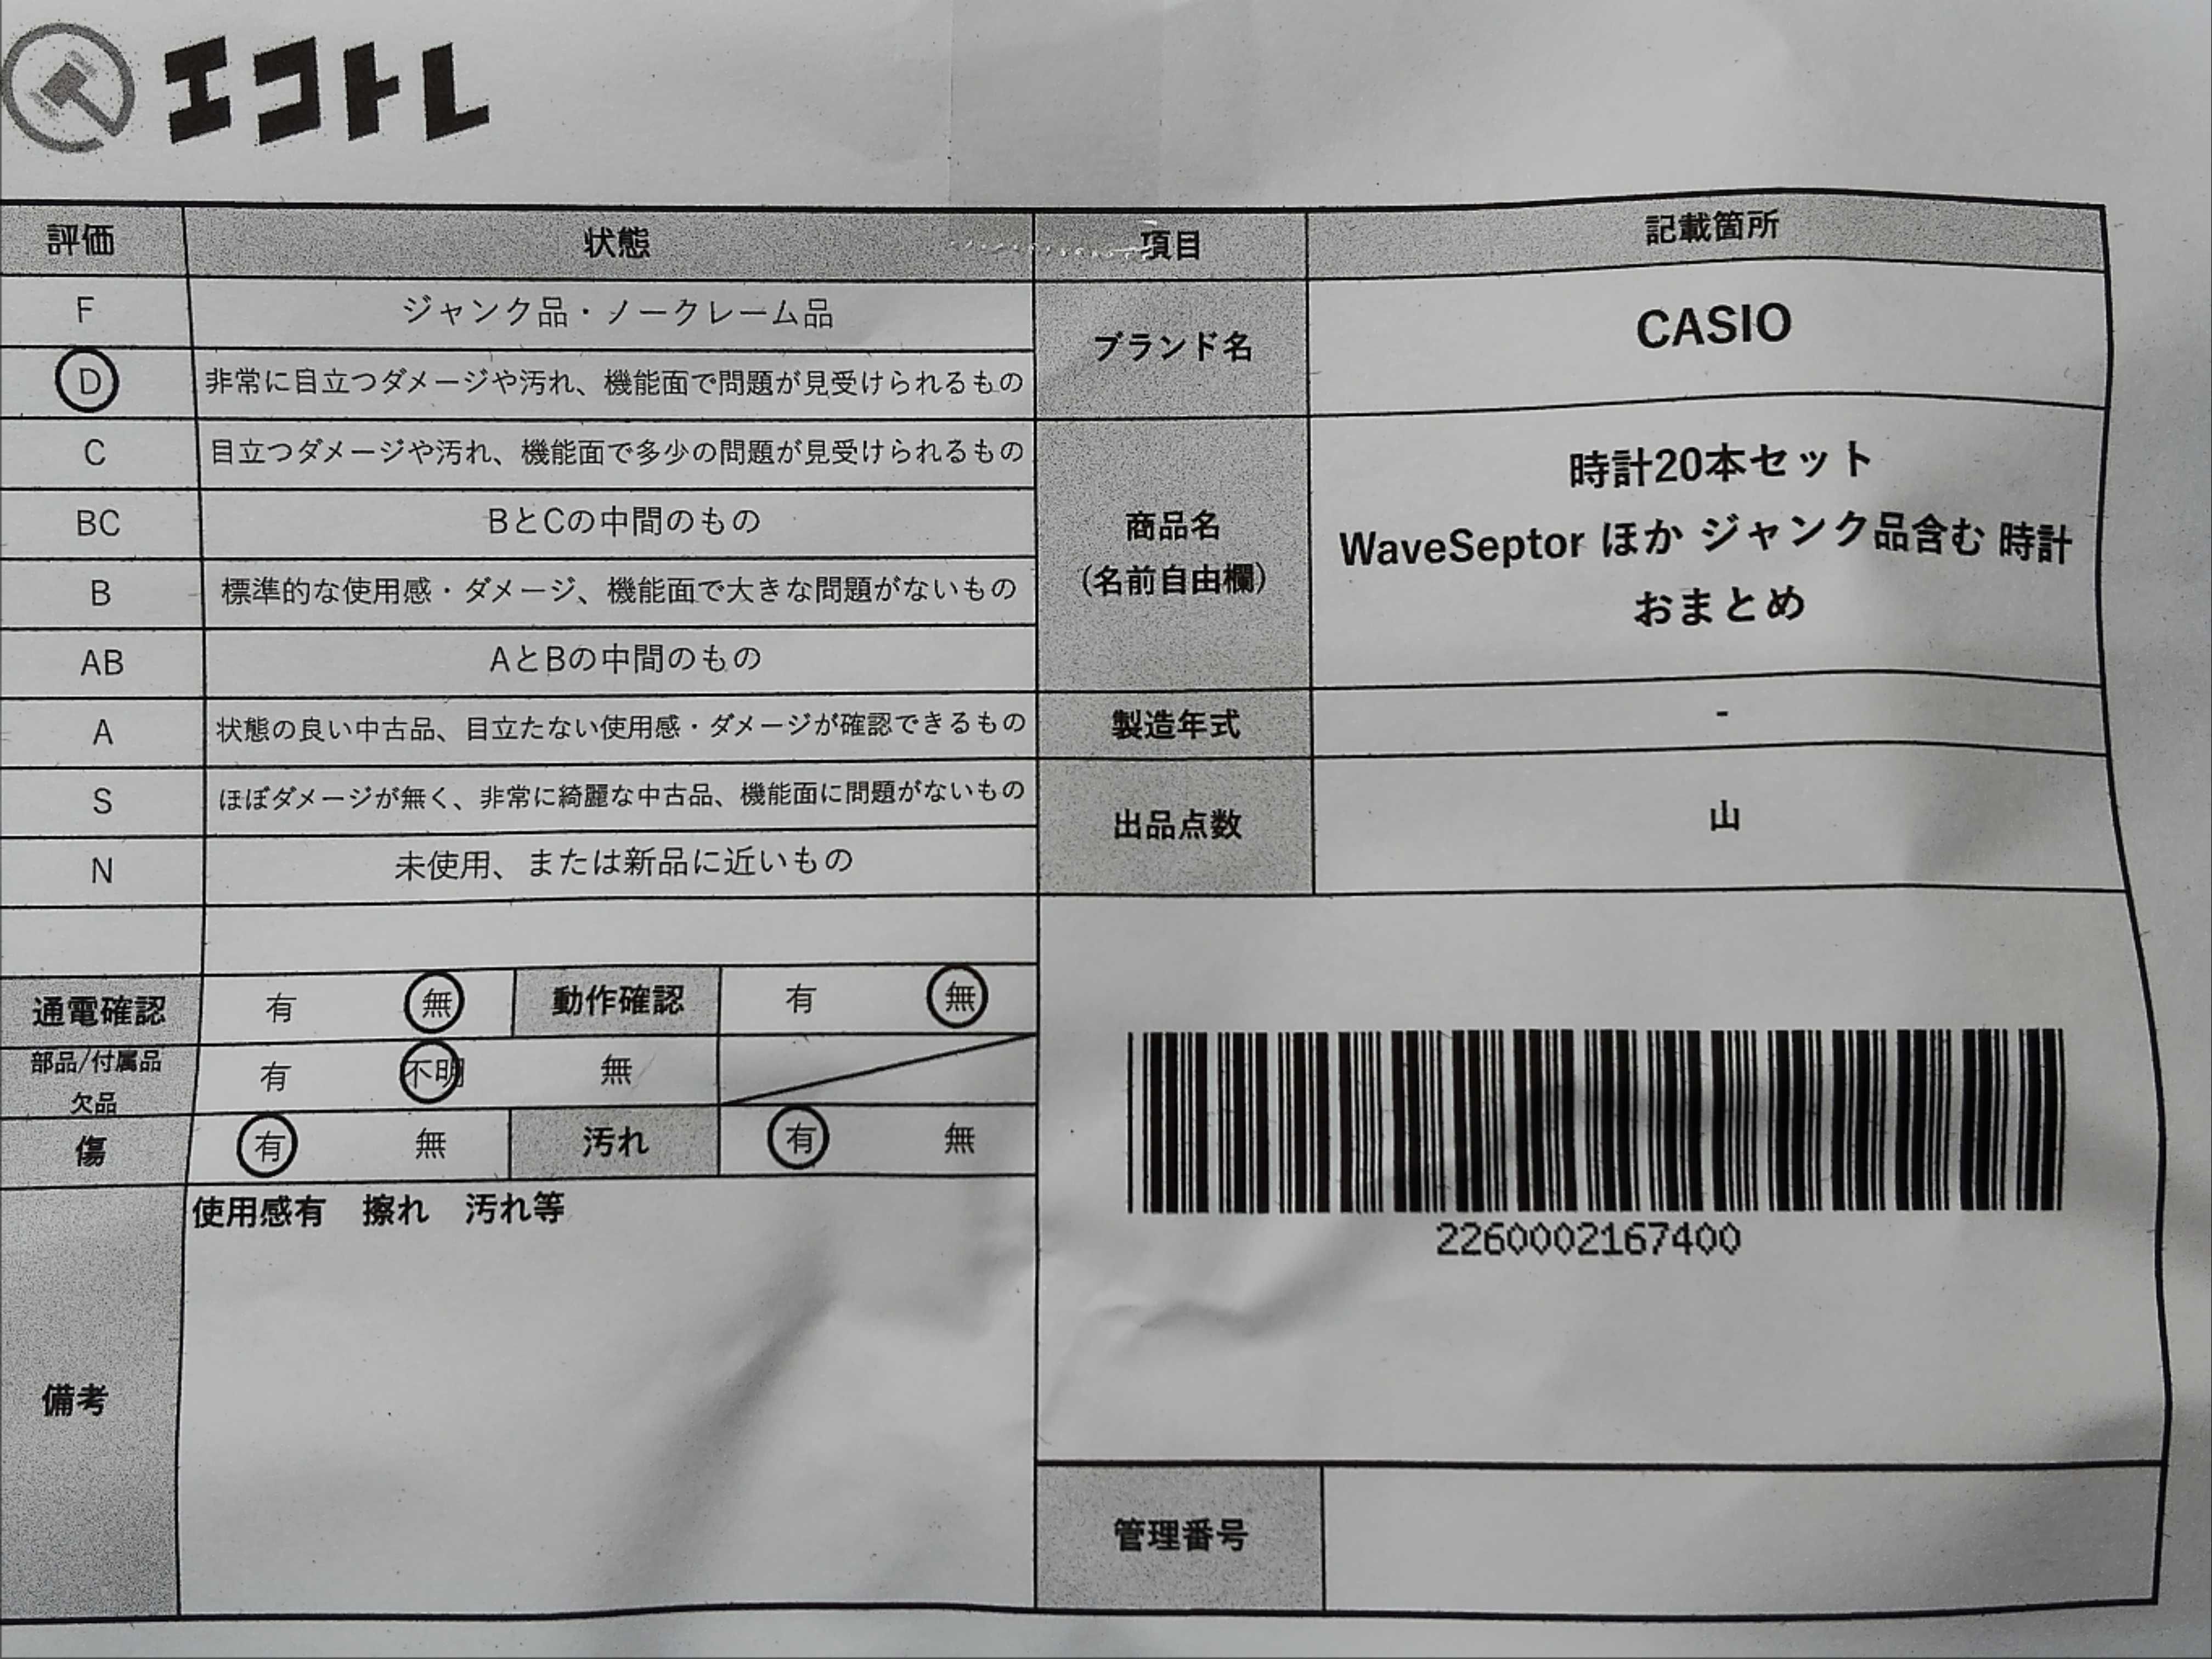 エコトレ
評価 状態 項目 記載箇所
F ジャンク品・ノークレーム品
D 非常に目立つダメージや汚れ、機能面で問題が見受けられるもの
ブランド名 CASIO
C 目立つダメージや汚れ、機能面で多少の問題が見受けられるもの
BC BとCの中間のもの
B 標準的な使用感・ダメージ、機能面で大きな問題がないもの
AB AとBの中間のもの
商品名
(名前自由欄)
時計20本セット
WaveSeptor ほか ジャンク品含む 時計
おまとめ
A 状態の良い中古品、目立たない使用感・ダメージが確認できるもの
製造年式 -
S ほぼダメージが無く、非常に綺麗な中古品、機能面に問題がないもの
出品点数 山
N 未使用、または新品に近いもの
通電確認 有 無 動作確認 有 無
部品/付属品
欠品
有 不明 無
傷 有 無 汚れ 有 無
備考
使用感有 擦れ 汚れ等
2260002167400
管理番号